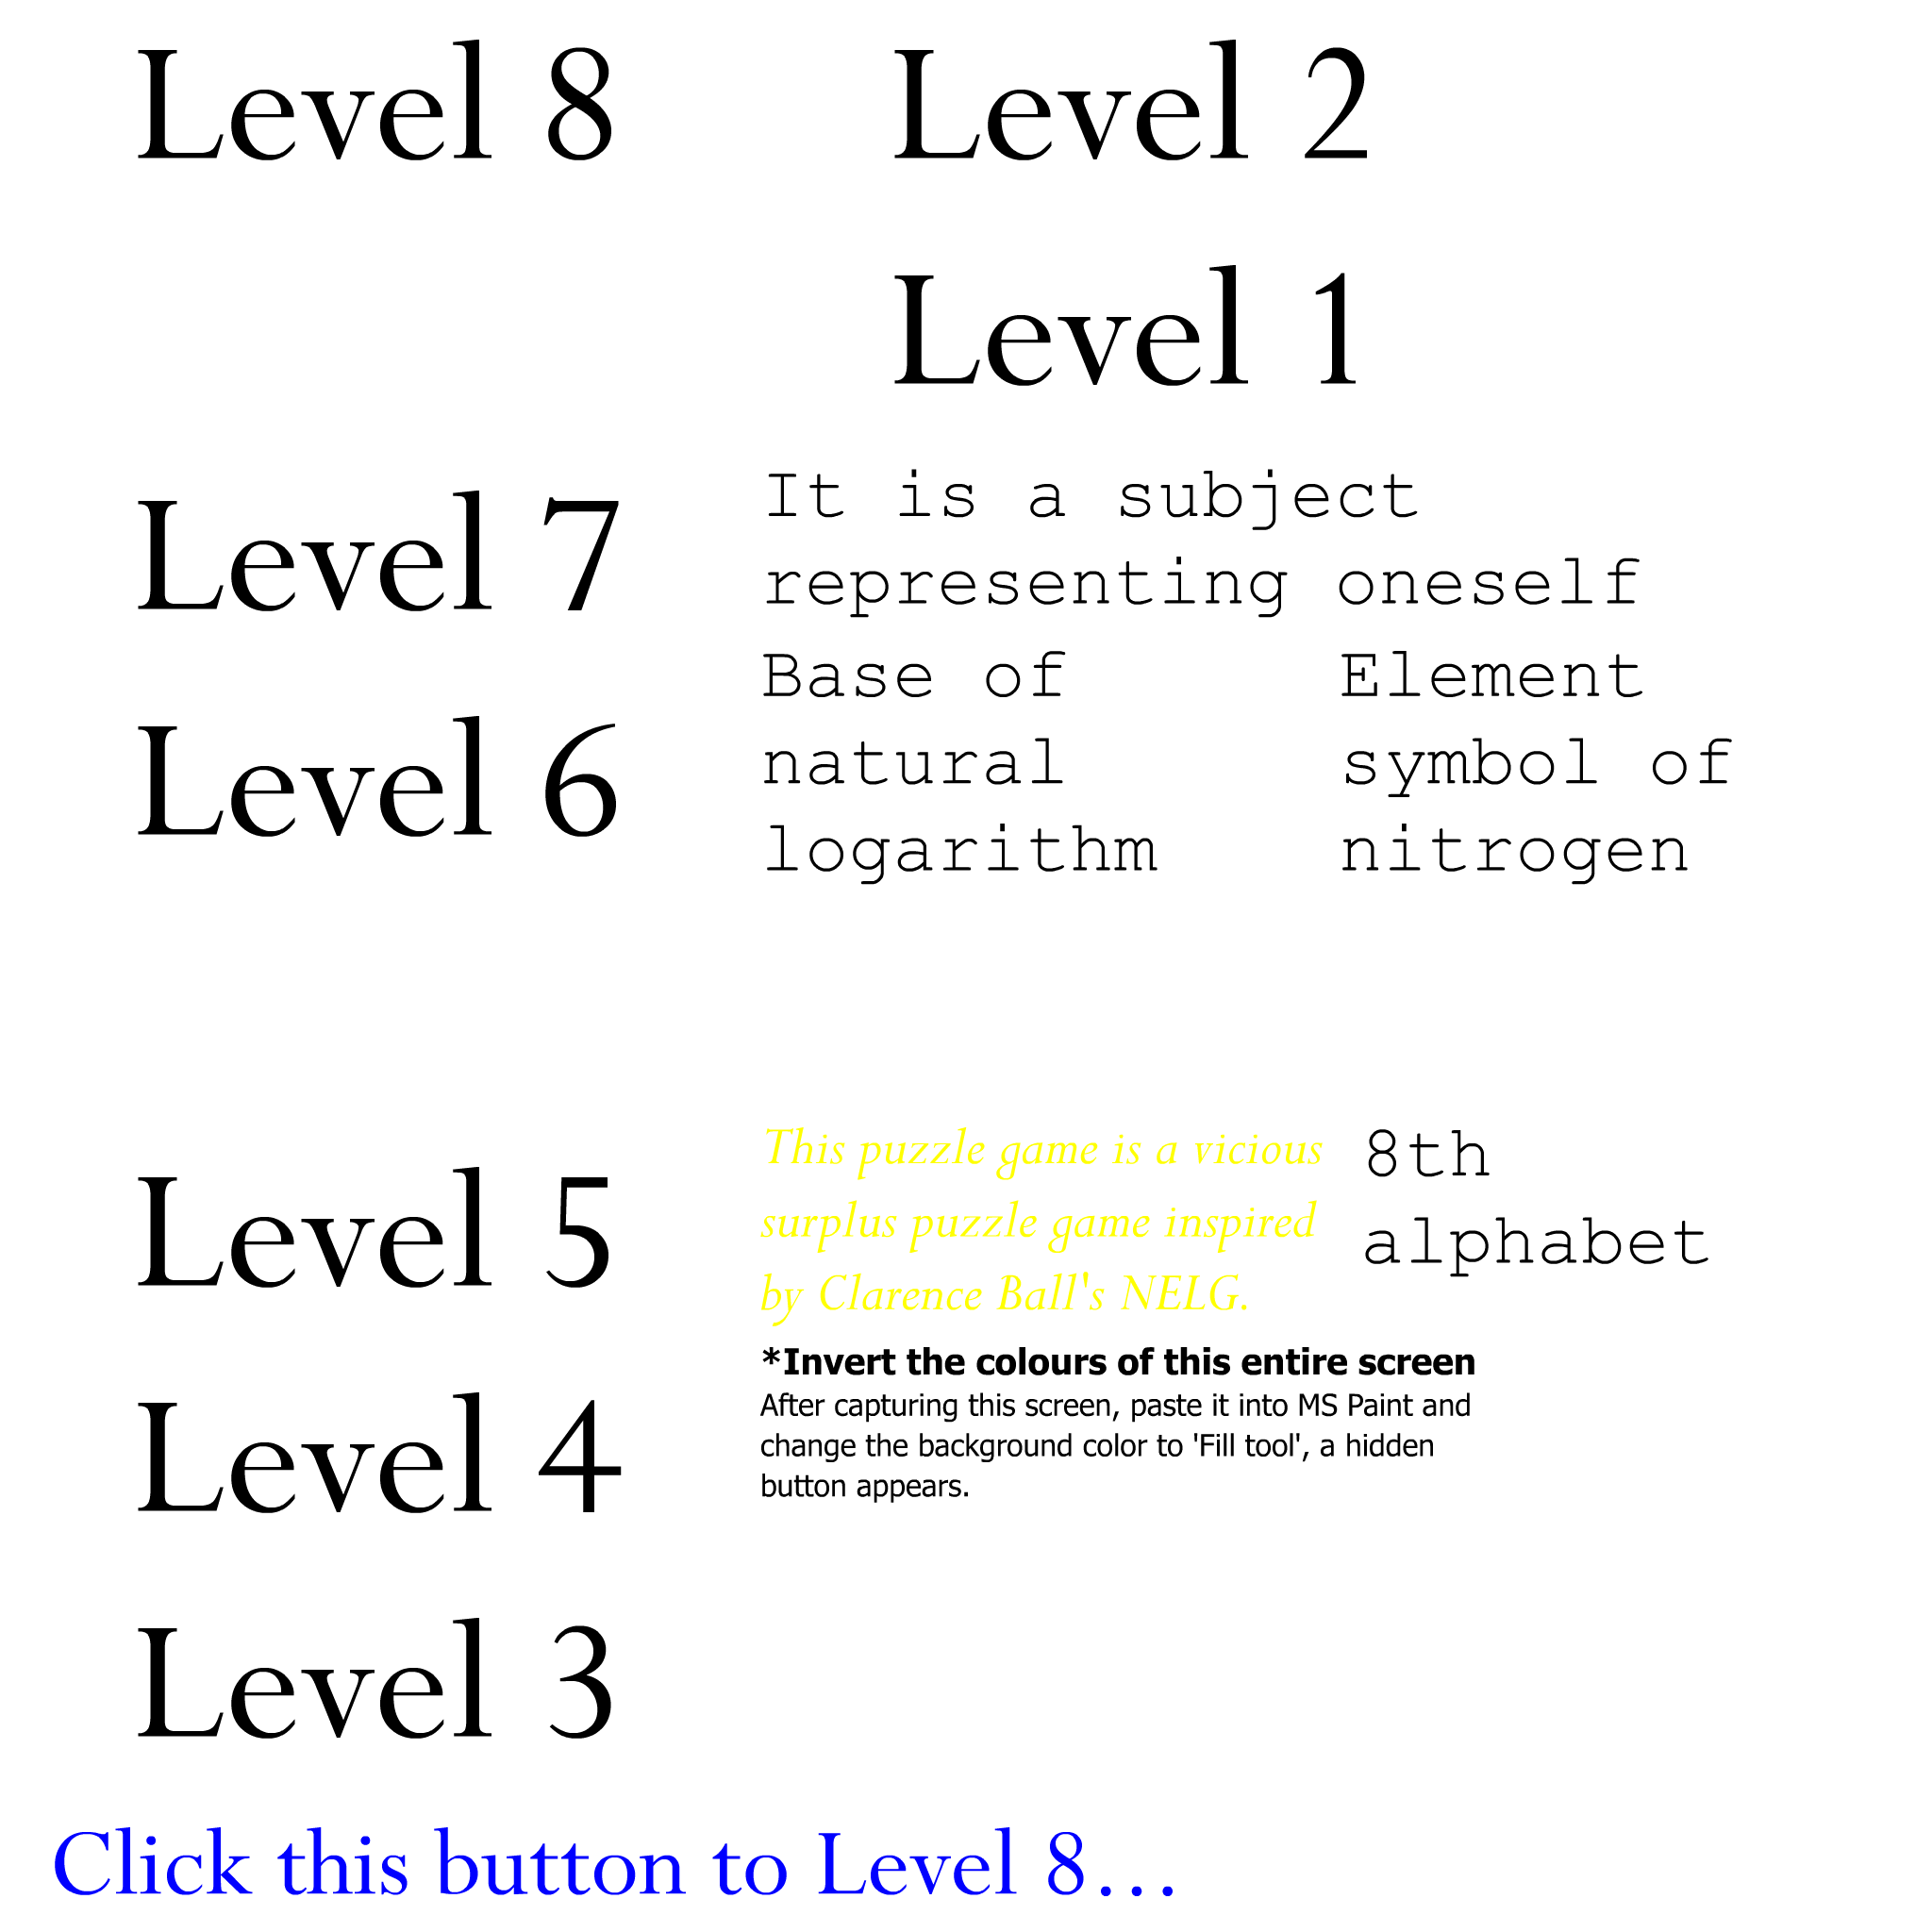 Level 8
Level 2
Level 1
Level 7
It is a subject
representing oneself
Level 6
Base of
natural
logarithm
Element
symbol of
nitrogen
Level 5
This puzzle game is a vicious
surplus puzzle game inspired
by Clarence Ball's NELG.
8th
alphabet
*Invert the colours of this entire screen
After capturing this screen, paste it into MS Paint and
change the background color to 'Fill tool', a hidden
button appears.
Level 4
Level 3
Click this button to Level 8...